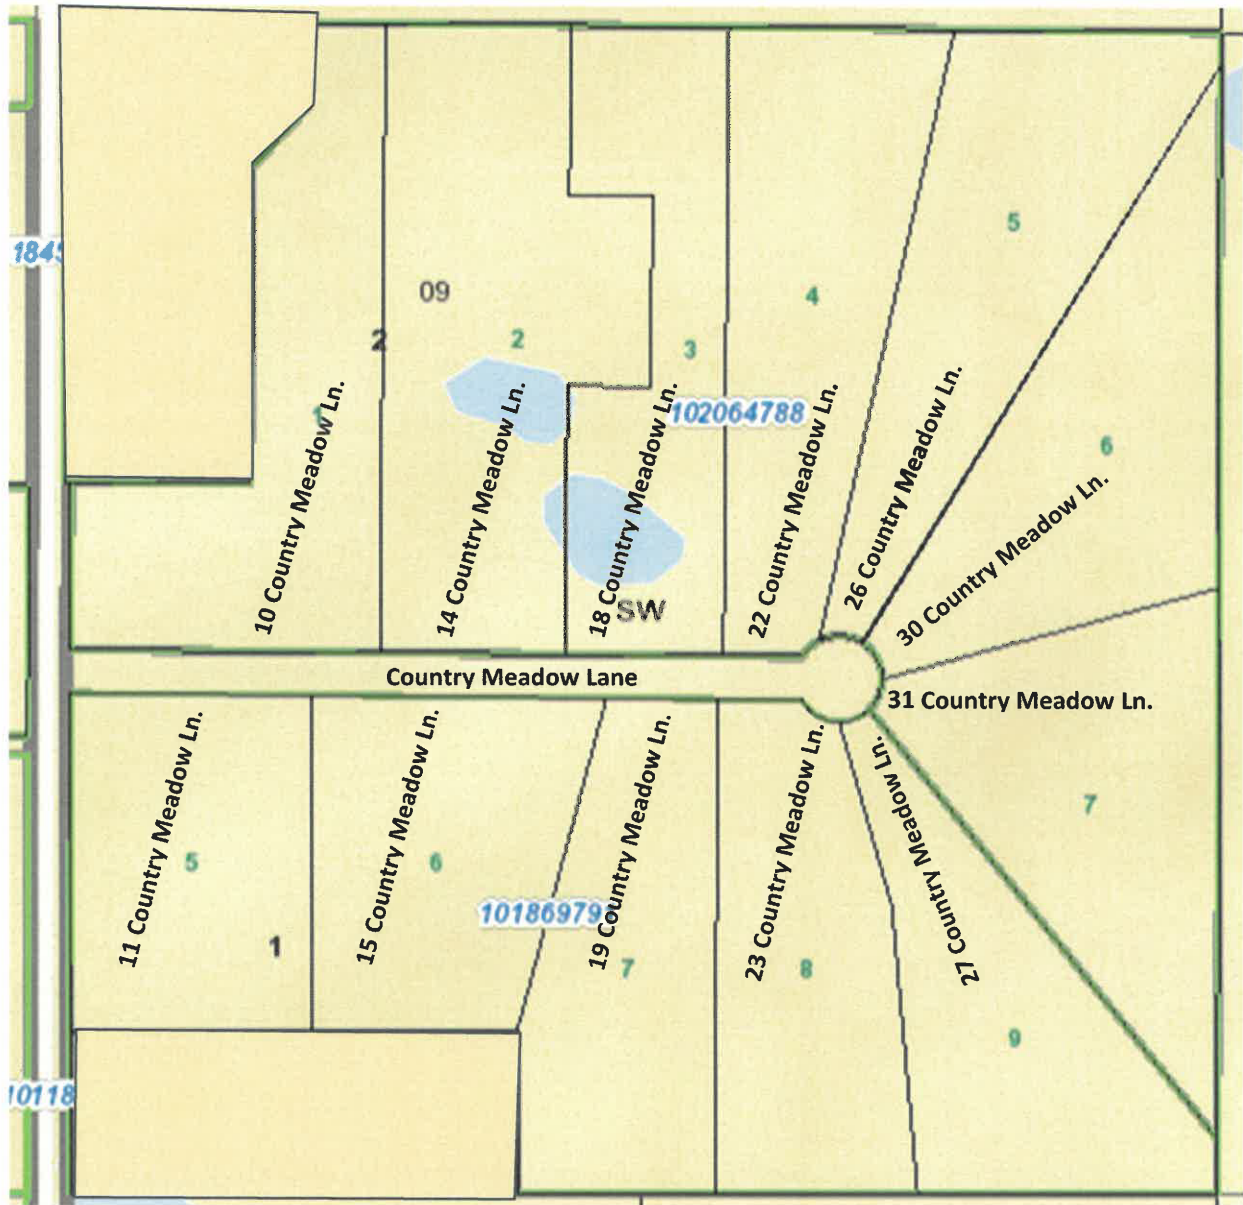 5
1845
4
09
2
2
3
102064788
1
6
10 Country Meadow Ln.
14 Country Meadow Ln.
18 Country Meadow Ln.
22 Country Meadow Ln.
26 Country Meadow Ln.
30 Country Meadow Ln.
SW
Country Meadow Lane
31 Country Meadow Ln.
11 Country Meadow Ln.
15 Country Meadow Ln.
19 Country Meadow Ln.
23 Country Meadow Ln.
27 Country Meadow Ln.
7
5
6
1
7
8
9
10118